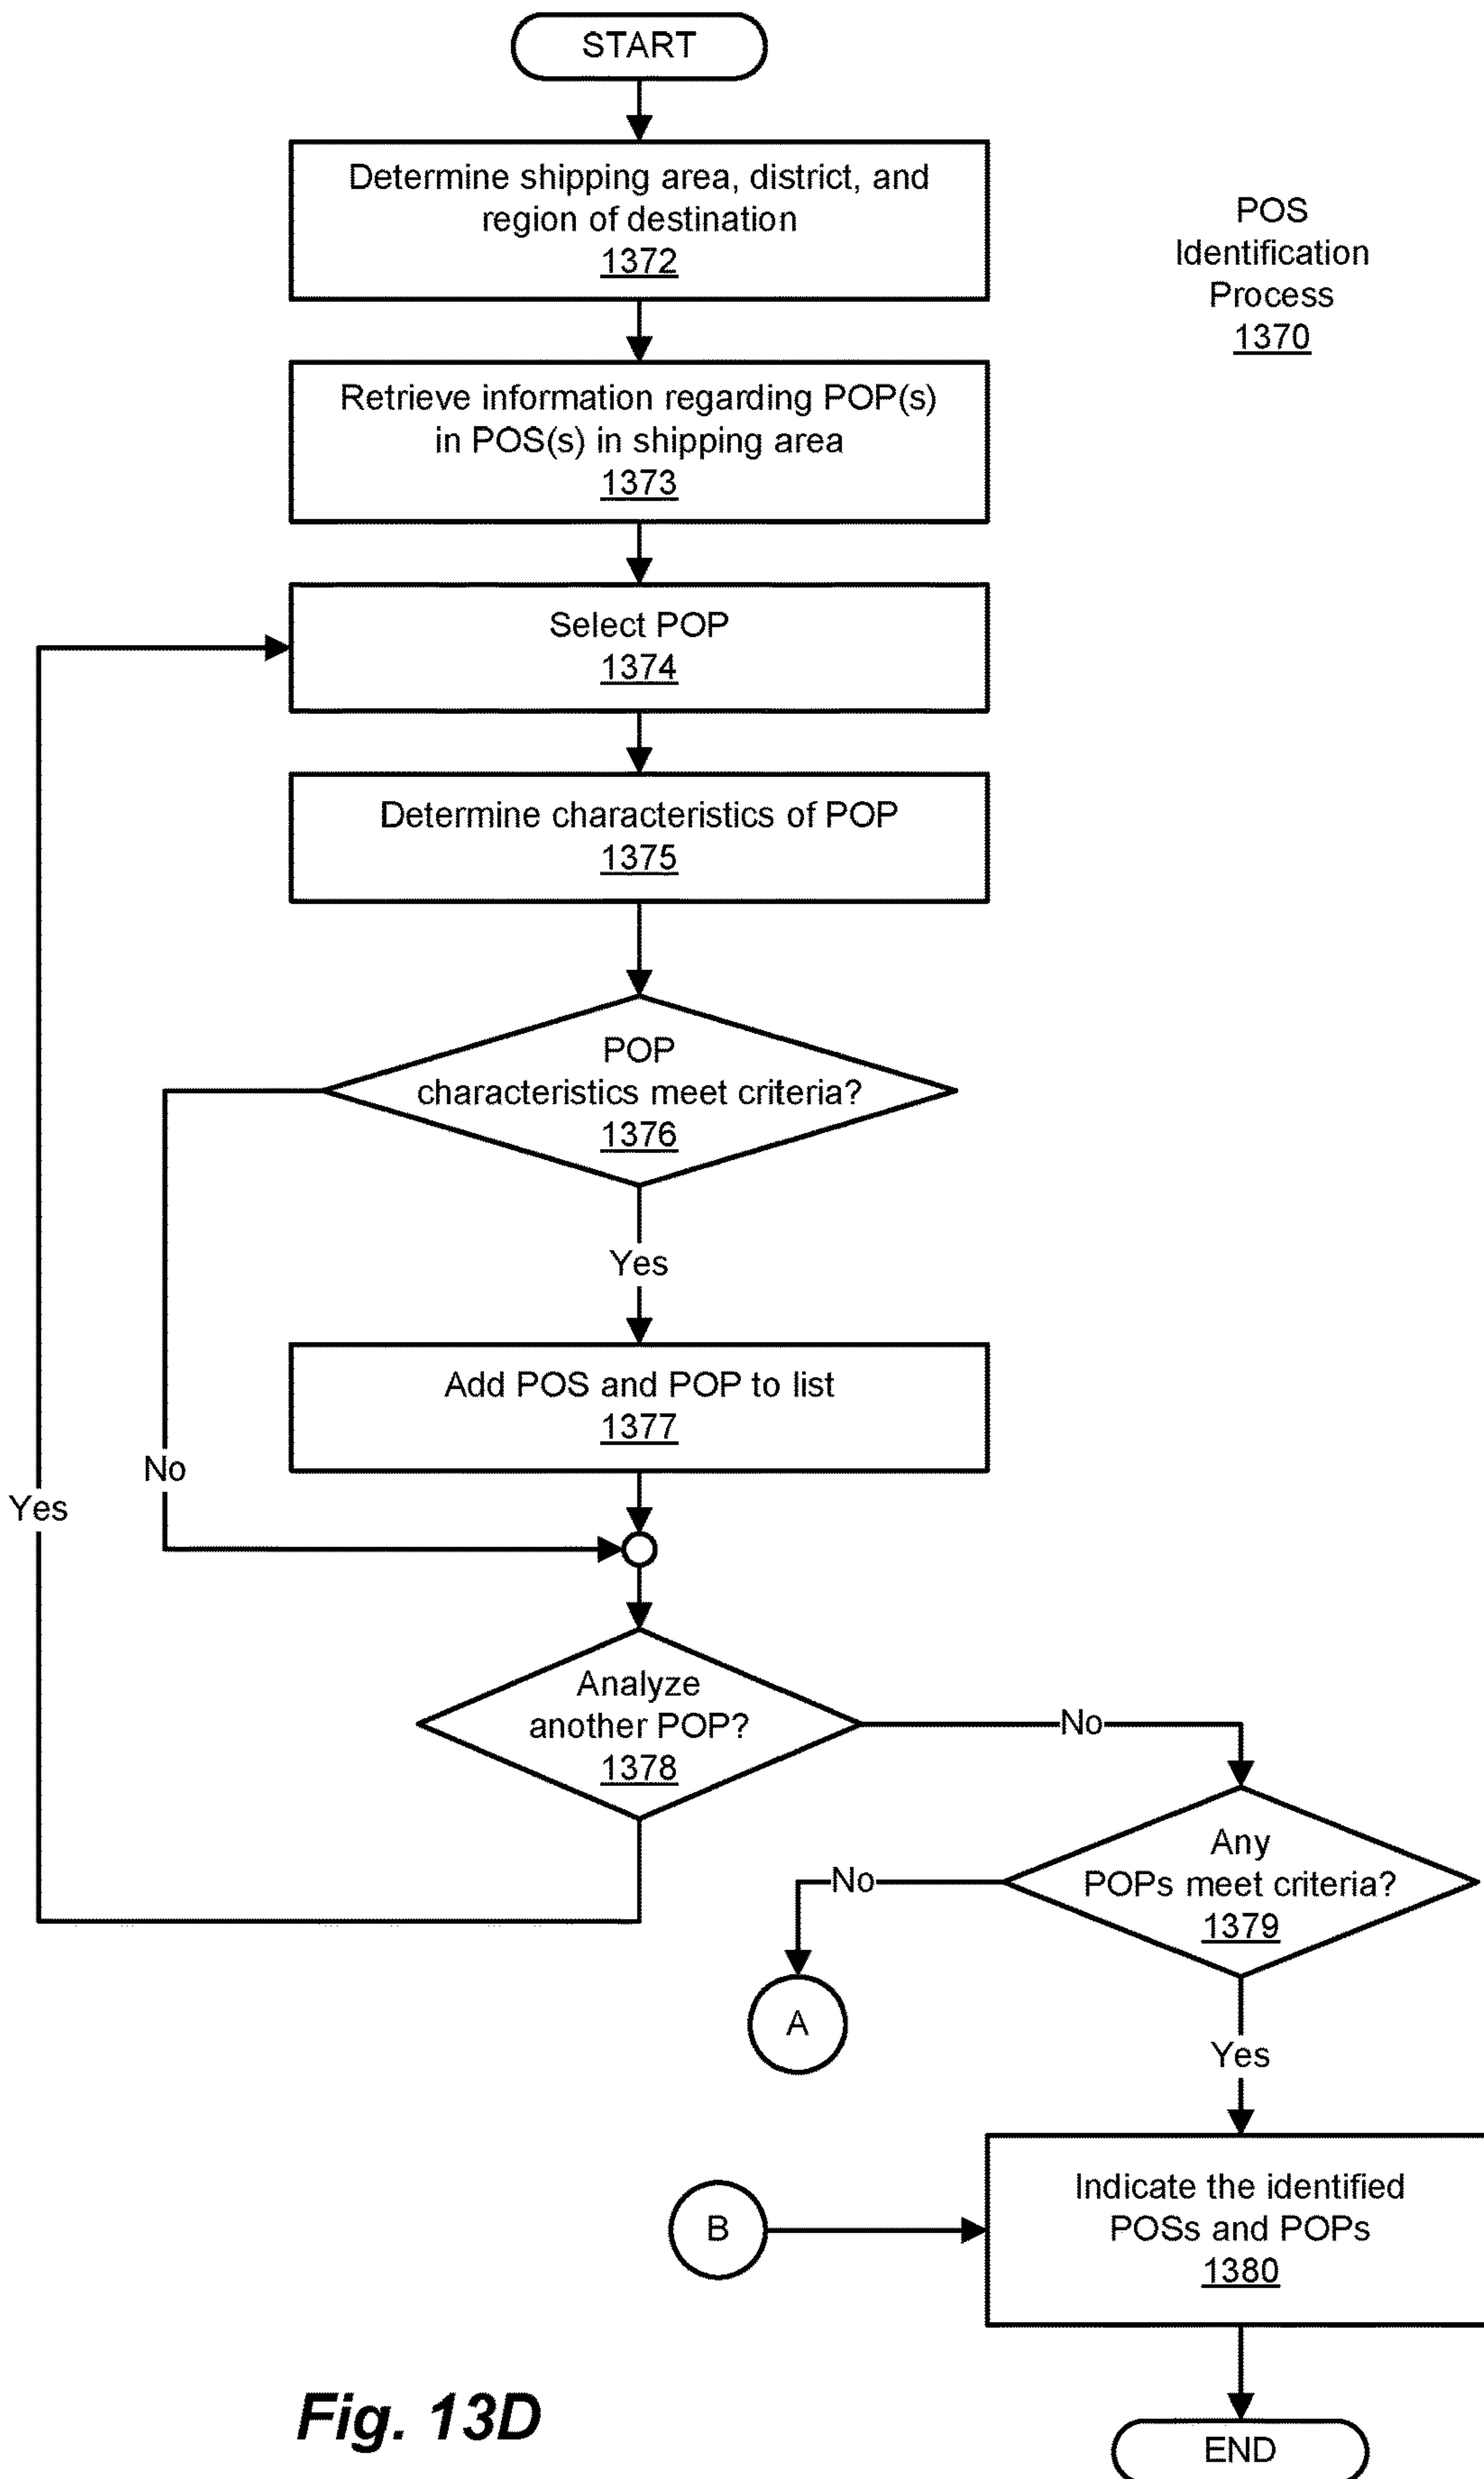 START
Determine shipping area, district, and
region of destination
1372
POS
Identification
Process
1370
Retrieve information regarding POP(s)
in POS(s) in shipping area
1373
Select POP
1374
Determine characteristics of POP
1375
POP
characteristics meet criteria?
1376
Yes
Add POS and POP to list
1377
No
Yes
Analyze
another POP?
1378
No
Any
POPs meet criteria?
1379
No
A
Yes
B
Indicate the identified
POSs and POPs
1380
Fig. 13D
END